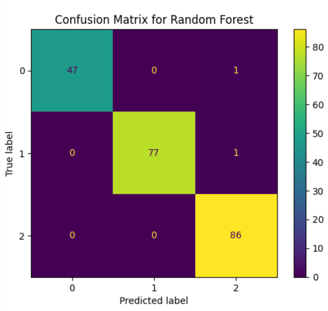 Confusion Matrix for Random Forest
True label
0 47 0 1
1 0 77 1
2 0 0 86
0 1 2
Predicted label
80
70
60
50
40
30
20
10
0